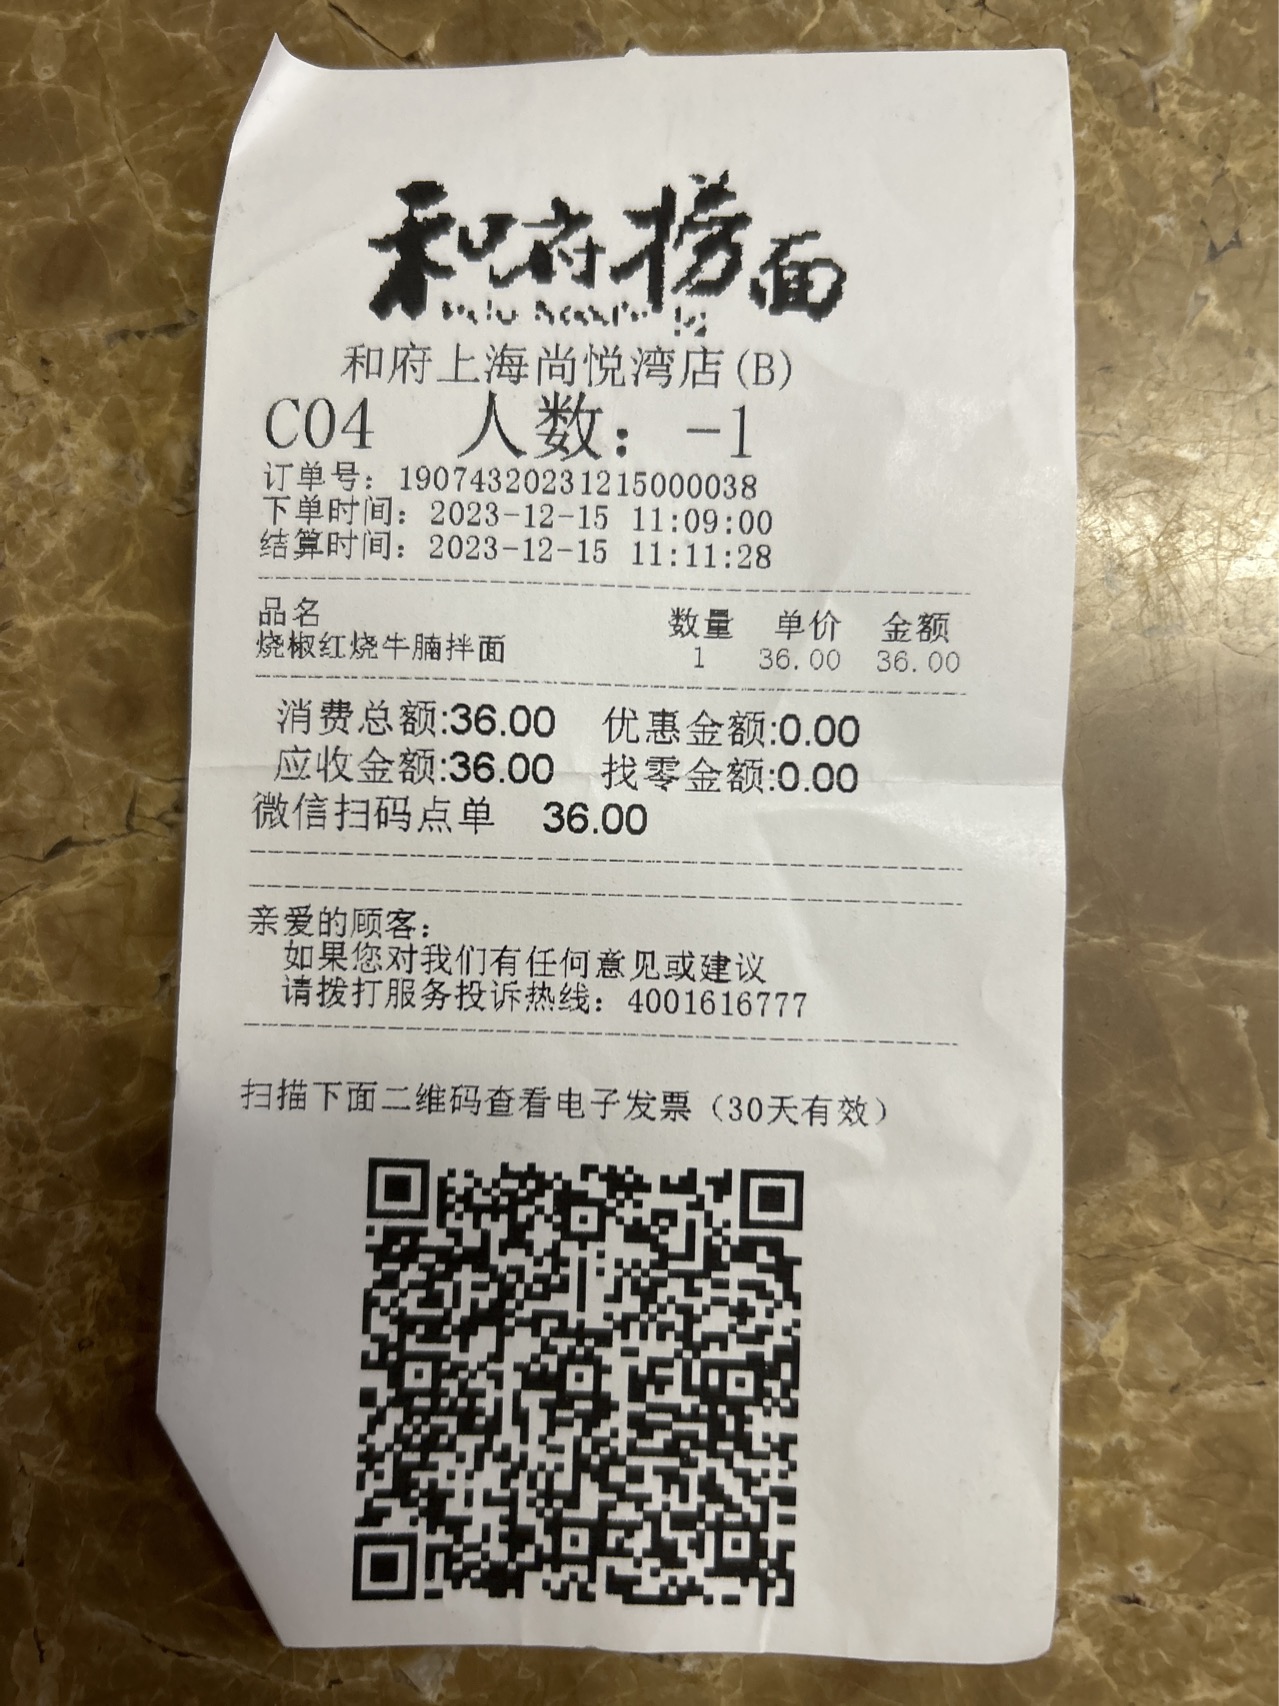 和府捞面
和府上海尚悦湾店(B)
C04 人数：-1
订单号：19074320231215000038
下单时间：2023-12-15 11:09:00
结算时间：2023-12-15 11:11:28
品名 数量 单价 金额
烧椒红烧牛腩拌面 1 36.00 36.00
消费总额:36.00 优惠金额:0.00
应收金额:36.00 找零金额:0.00
微信扫码点单 36.00
亲爱的顾客：
如果您对我们有任何意见或建议
请拨打服务投诉热线：4001616777
扫描下面二维码查看电子发票（30天有效）